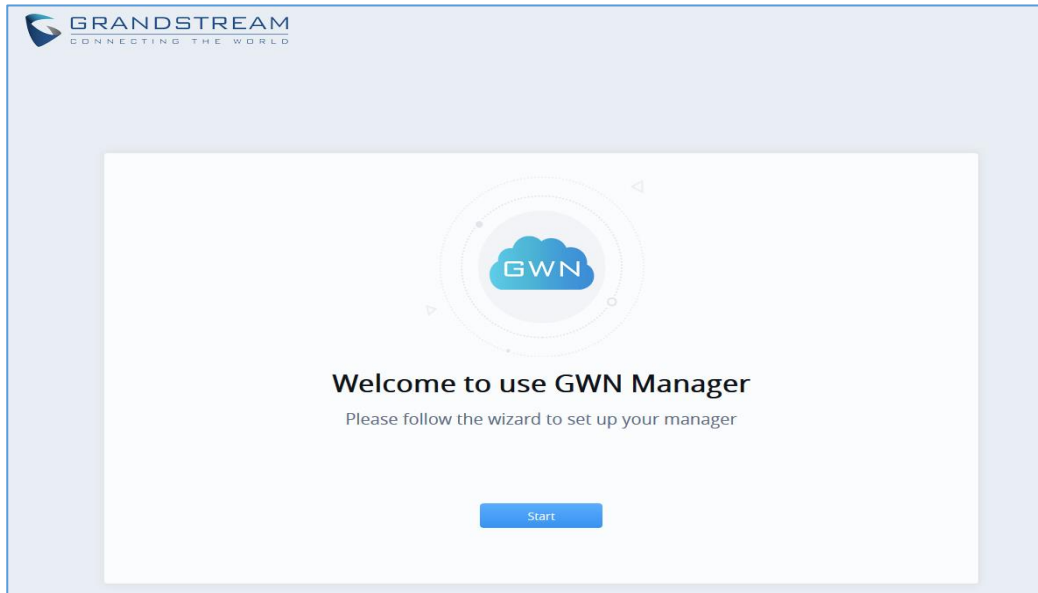 GRANDSTREAM
CONNECTING THE WORLD
GWN
Welcome to use GWN Manager
Please follow the wizard to set up your manager
Start